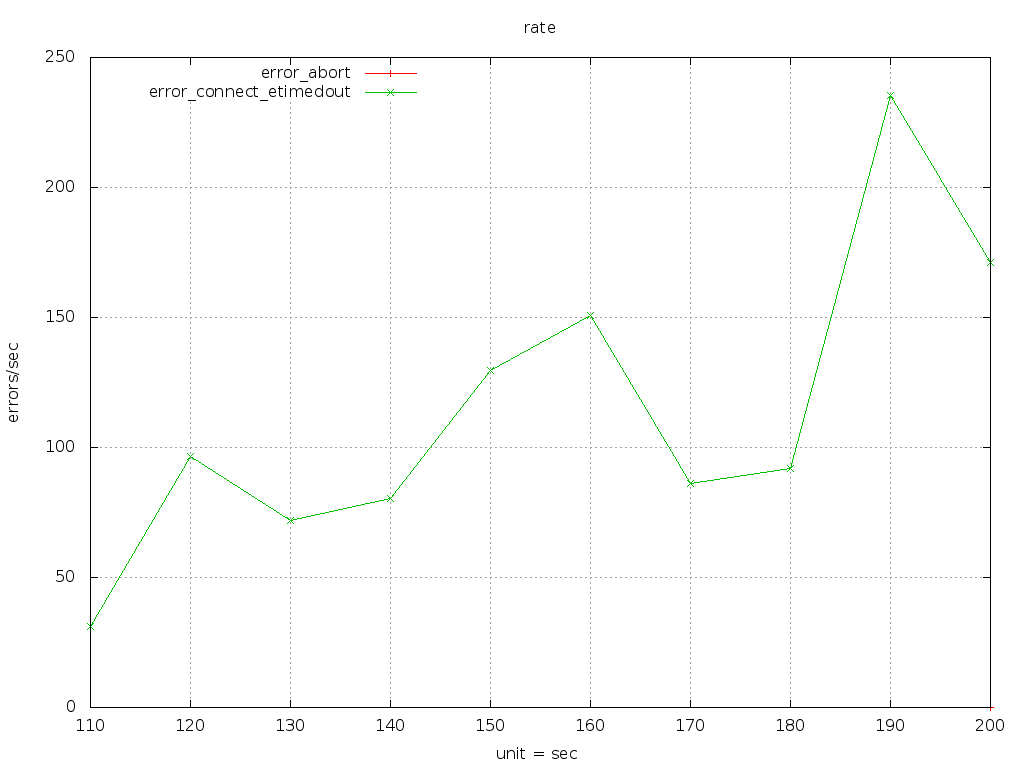 rate
250
error_abort
error_connect_etimedout
200
150
errors/sec
100
50
0
110 120 130 140 150 160 170 180 190 200
unit = sec